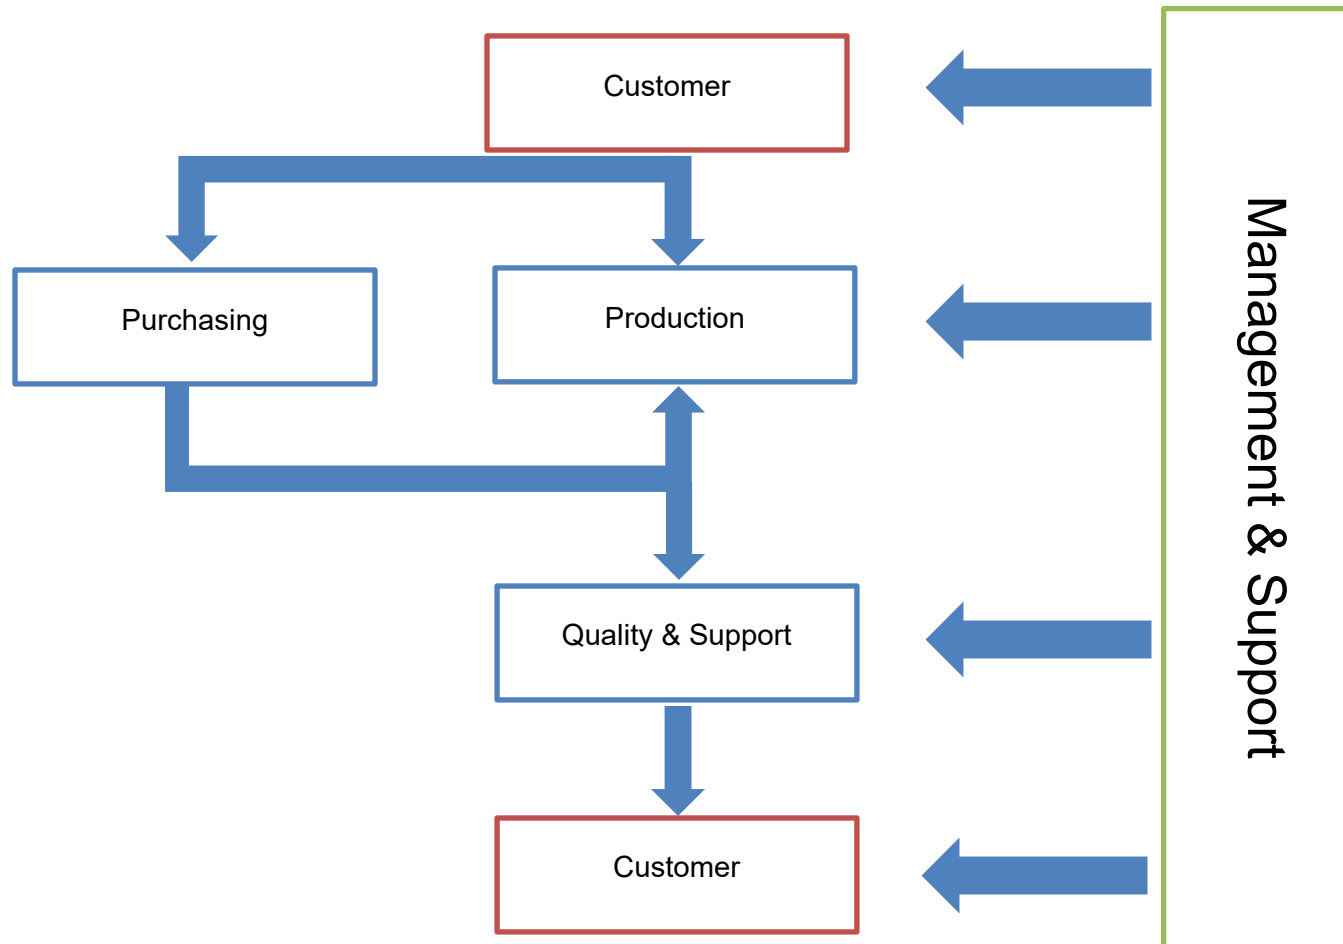 Customer
Purchasing
Production
Quality & Support
Customer
Management & Support